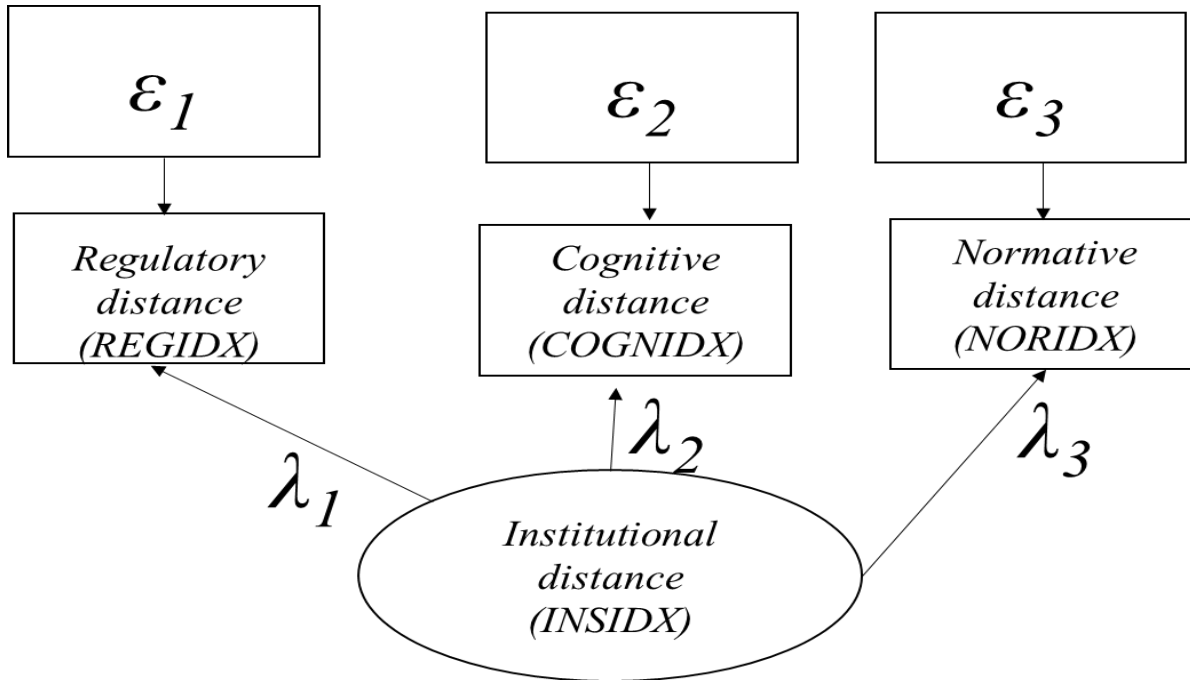 ε1
ε2
ε3
Regulatory
distance
(REGIDX)
Cognitive
distance
(COGNIDX)
Normative
distance
(NORIDX)
λ1
λ2
λ3
Institutional
distance
(INSIDX)